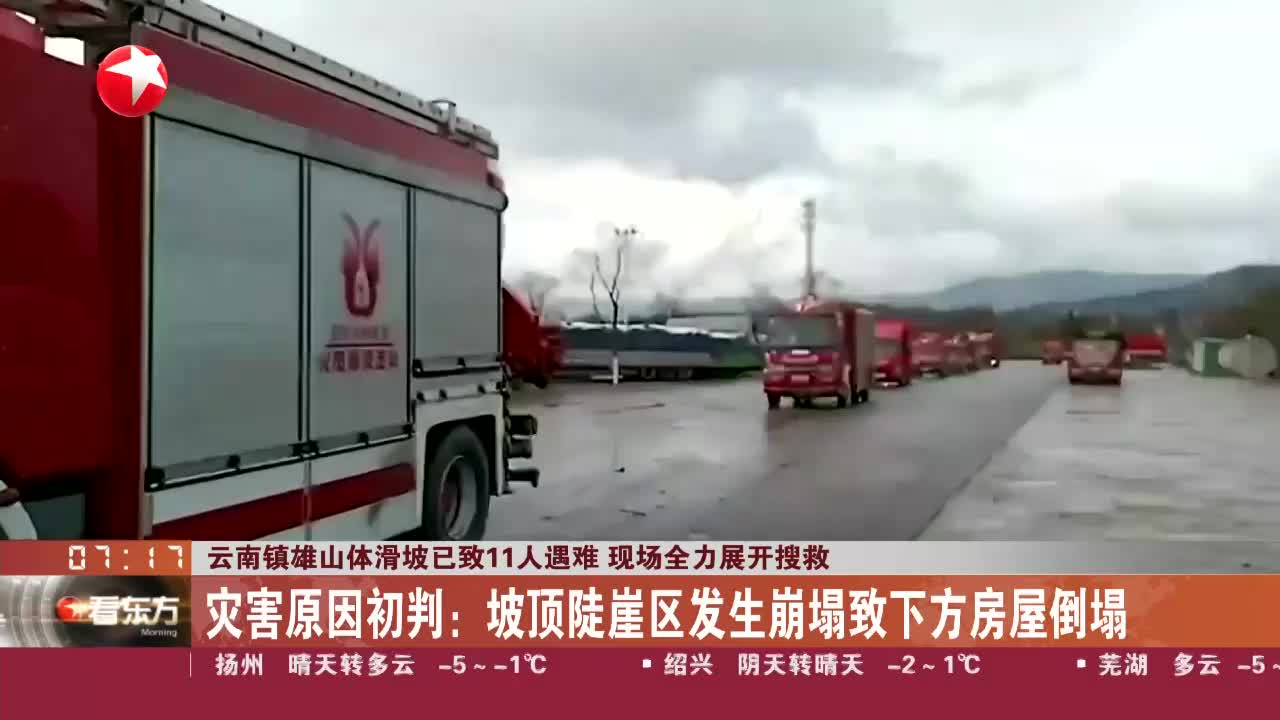 07:17
云南镇雄山体滑坡已致11人遇难 现场全力展开搜救
看东方
Morning
灾害原因初判：坡顶陡崖区发生崩塌致下方房屋倒塌
扬州 晴天转多云 -5~-1℃ ▪ 绍兴 阴天转晴天 -2~1℃ ▪ 芜湖 多云 -5~